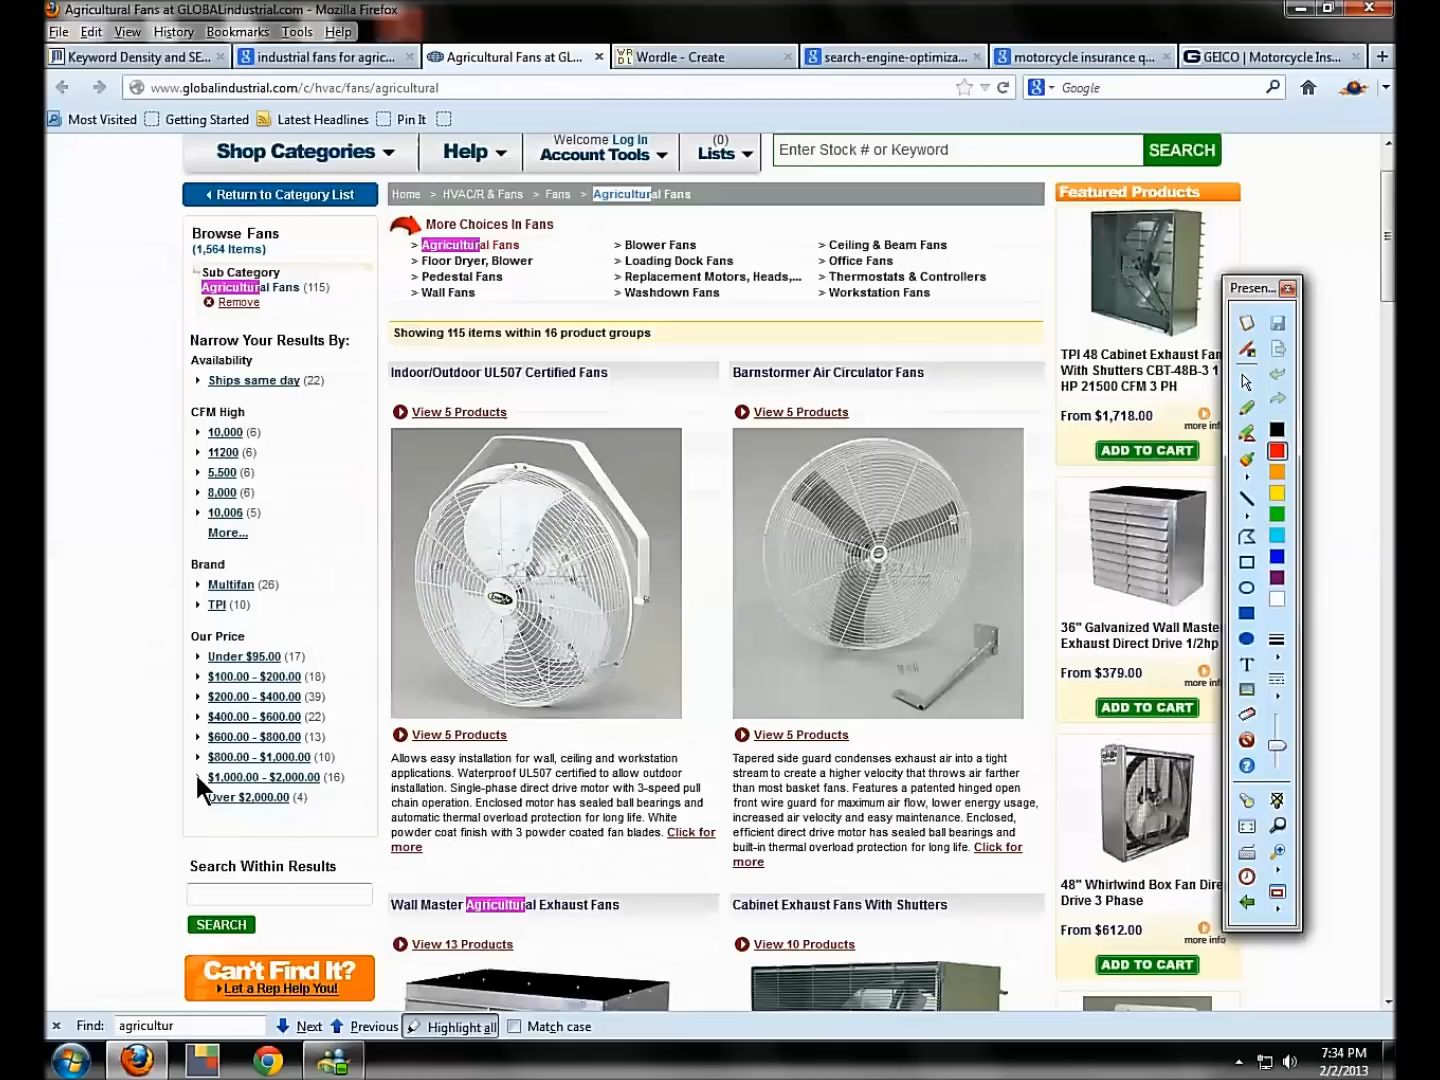 Agricultural Fans at GLOBALindustrial.com - Mozilla Firefox
File Edit View History Bookmarks Tools Help
Keyword Density and SE... industrial fans for agric... Agricultural Fans at GL... Wordle - Create search-engine-optimiza... motorcycle insurance q... GEICO | Motorcycle Ins...
www.globalindustrial.com/c/hvac/fans/agricultural
Google
Most Visited Getting Started Latest Headlines Pin It
Shop Categories
Help
Welcome Log In
Account Tools
(0)
Lists
Enter Stock # or Keyword
SEARCH
Return to Category List
Home > HVAC/R & Fans > Fans > Agricultural Fans
Featured Products
Browse Fans
(1,564 Items)
Sub Category
Agricultural Fans (115)
Remove
Narrow Your Results By:
Availability
Ships same day (22)
CFM High
10,000 (6)
11200 (6)
5,500 (6)
8,000 (6)
10,006 (5)
More...
Brand
Multifan (26)
TPI (10)
Our Price
Under $95.00 (17)
$100.00 - $200.00 (18)
$200.00 - $400.00 (39)
$400.00 - $600.00 (22)
$600.00 - $800.00 (13)
$800.00 - $1,000.00 (10)
$1,000.00 - $2,000.00 (16)
Over $2,000.00 (4)
Search Within Results
SEARCH
Can't Find It?
Let a Rep Help You!
More Choices In Fans
> Agricultural Fans > Blower Fans > Ceiling & Beam Fans
> Floor Dryer, Blower > Loading Dock Fans > Office Fans
> Pedestal Fans > Replacement Motors, Heads,... > Thermostats & Controllers
> Wall Fans > Washdown Fans > Workstation Fans
Showing 115 items within 16 product groups
Indoor/Outdoor UL507 Certified Fans
View 5 Products
View 5 Products
Allows easy installation for wall, ceiling and workstation
applications. Waterproof UL507 certified to allow outdoor
installation. Single-phase direct drive motor with 3-speed pull
chain operation. Enclosed motor has sealed ball bearings and
automatic thermal overload protection for long life. White
powder coat finish with 3 powder coated fan blades. Click for
more
Barnstormer Air Circulator Fans
View 5 Products
View 5 Products
Tapered side guard condenses exhaust air into a tight
stream to create a higher velocity that throws air farther
than most basket fans. Features a patented hinged open
front wire guard for maximum air flow, lower energy usage,
increased air velocity and easy maintenance. Enclosed,
efficient direct drive motor has sealed ball bearings and
built-in thermal overload protection for long life. Click for
more
Wall Master Agricultural Exhaust Fans
View 13 Products
Cabinet Exhaust Fans With Shutters
View 10 Products
TPI 48 Cabinet Exhaust Fan
With Shutters CBT-48B-3 1
HP 21500 CFM 3 PH
From $1,718.00
more inf
ADD TO CART
36" Galvanized Wall Master
Exhaust Direct Drive 1/2hp
From $379.00
more inf
ADD TO CART
48" Whirlwind Box Fan Dire
Drive 3 Phase
From $612.00
more info
ADD TO CART
Presen...
T
Find: agricultur Next Previous Highlight all Match case
7:34 PM
2/2/2013